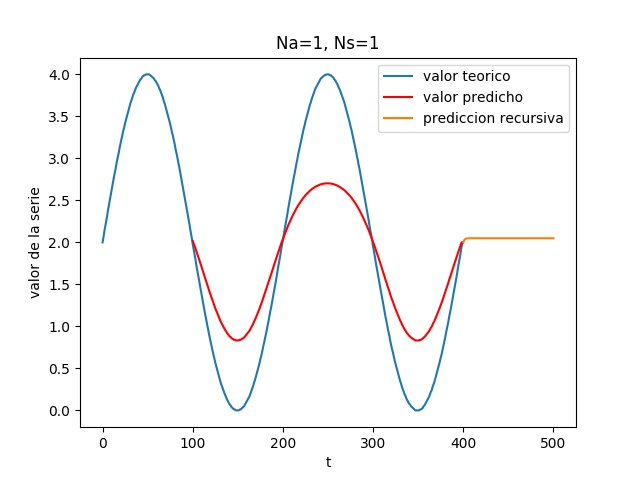 Na=1, Ns=1
valor teorico
valor predicho
prediccion recursiva
valor de la serie
4.0
3.5
3.0
2.5
2.0
1.5
1.0
0.5
0.0
0 100 200 300 400 500
t